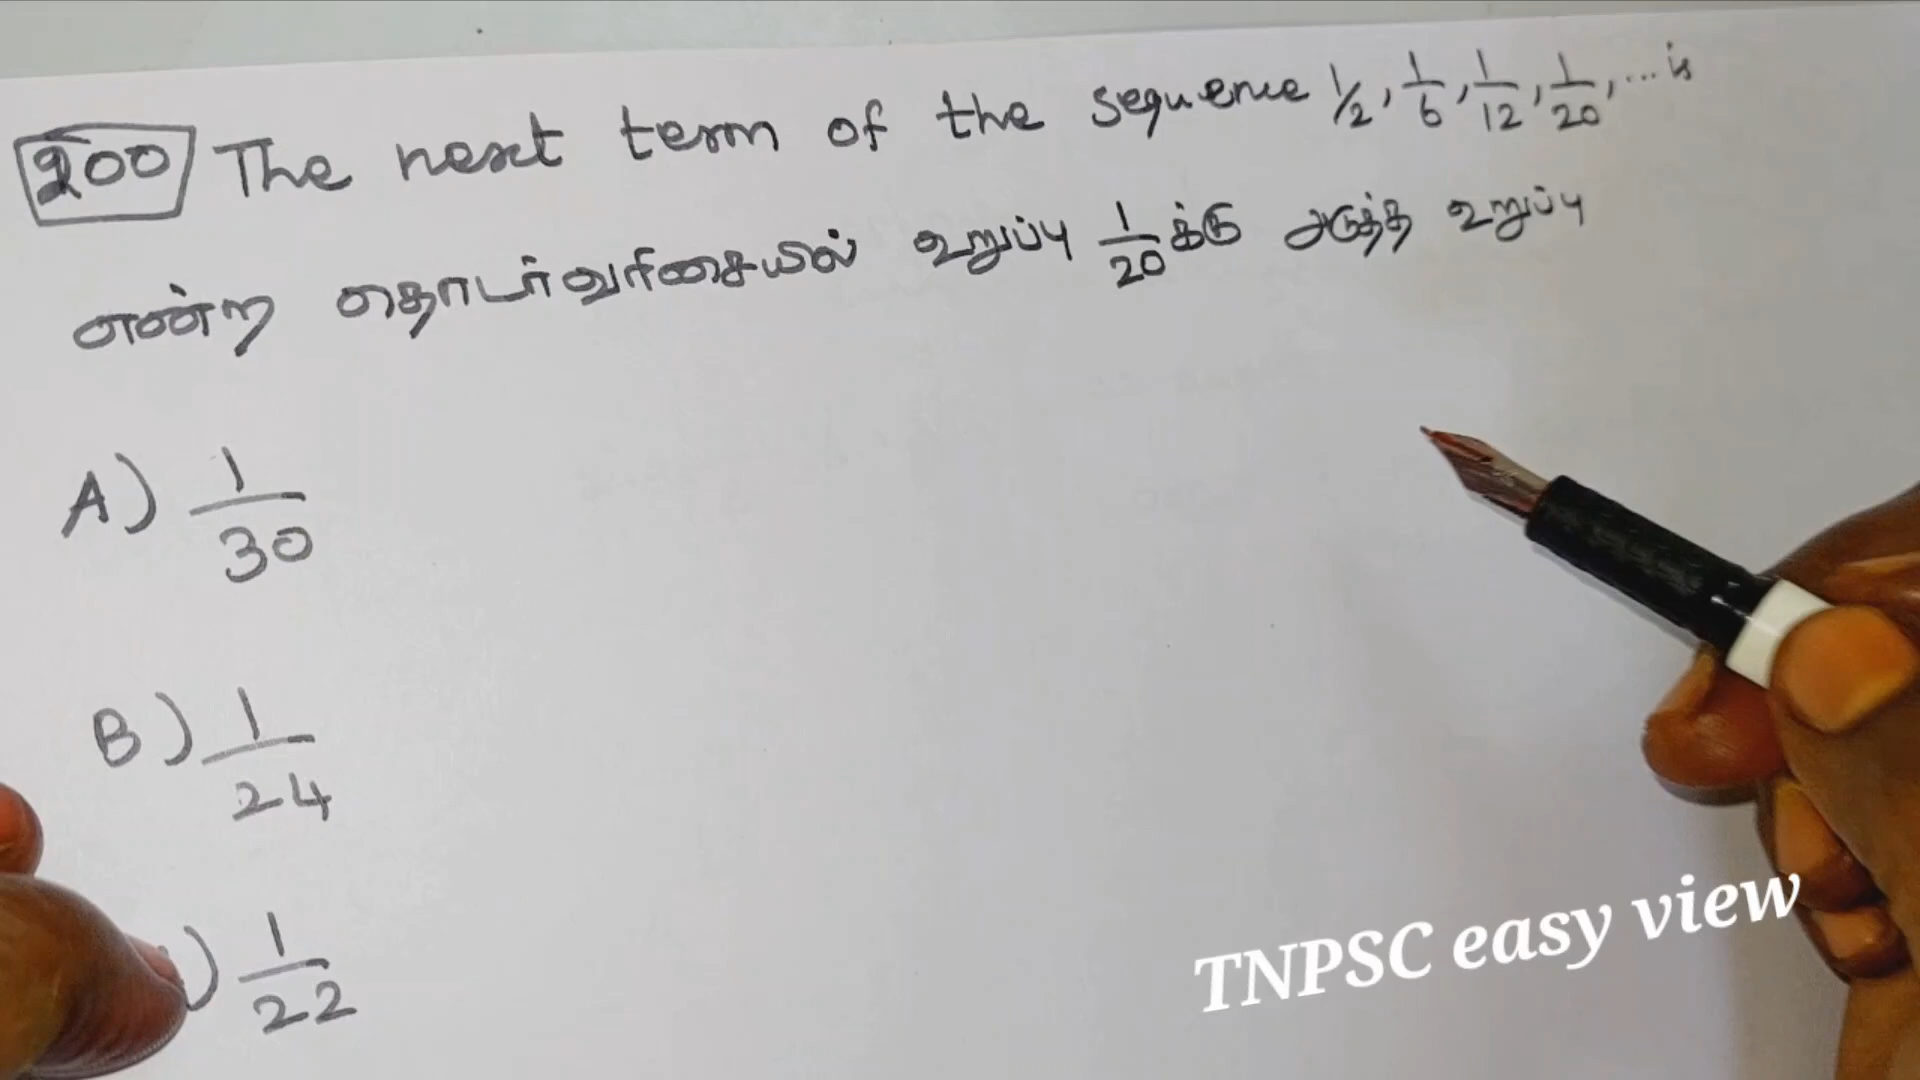 200 The next term of the sequence 1/2, 1/6, 1/12, 1/20, ... is
என்ற தொடர்வரிசையில் உறுப்பு 1/20 க்கு அடுத்த உறுப்பு
A) 1/30
B) 1/24
) 1/22
TNPSC easy view